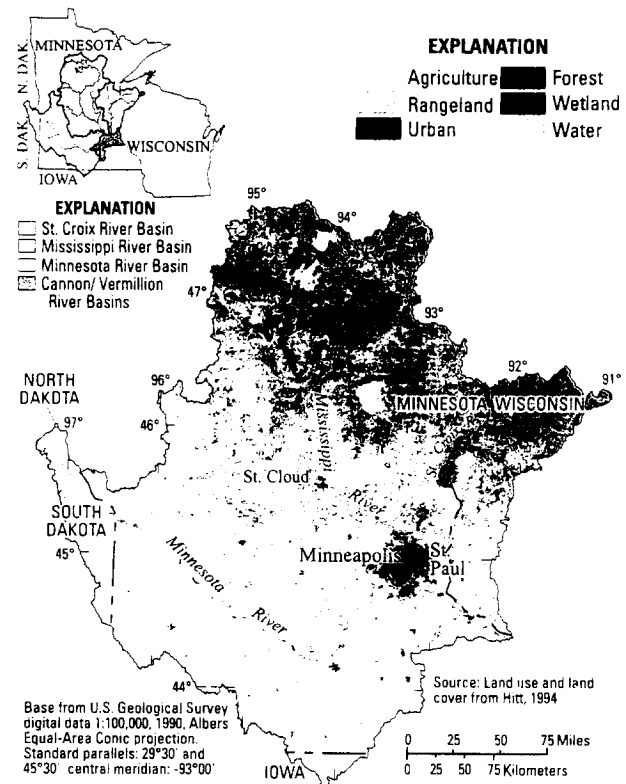 MINNESOTA
N. DAK.
S. DAK.
WISCONSIN
IOWA
EXPLANATION
St. Croix River Basin
Mississippi River Basin
Minnesota River Basin
Cannon/ Vermillion
River Basins
EXPLANATION
Agriculture
Forest
Rangeland
Wetland
Urban
Water
95°
94°
47°
93°
92°
91°
NORTH
DAKOTA
97°
96°
46°
MINNESOTA
WISCONSIN
Mississippi
River
St. Cloud
SOUTH
DAKOTA
45°
Minneapolis
St.
Paul
Minnesota
River
44°
Source: Land use and land
cover from Hitt, 1994
Base from U.S. Geological Survey
digital data 1:100,000, 1990, Albers
Equal-Area Conic projection.
Standard parallels: 29°30' and
45°30' central meridian: -93°00'
IOWA
0 25 50 75 Miles
0 25 50 75 Kilometers